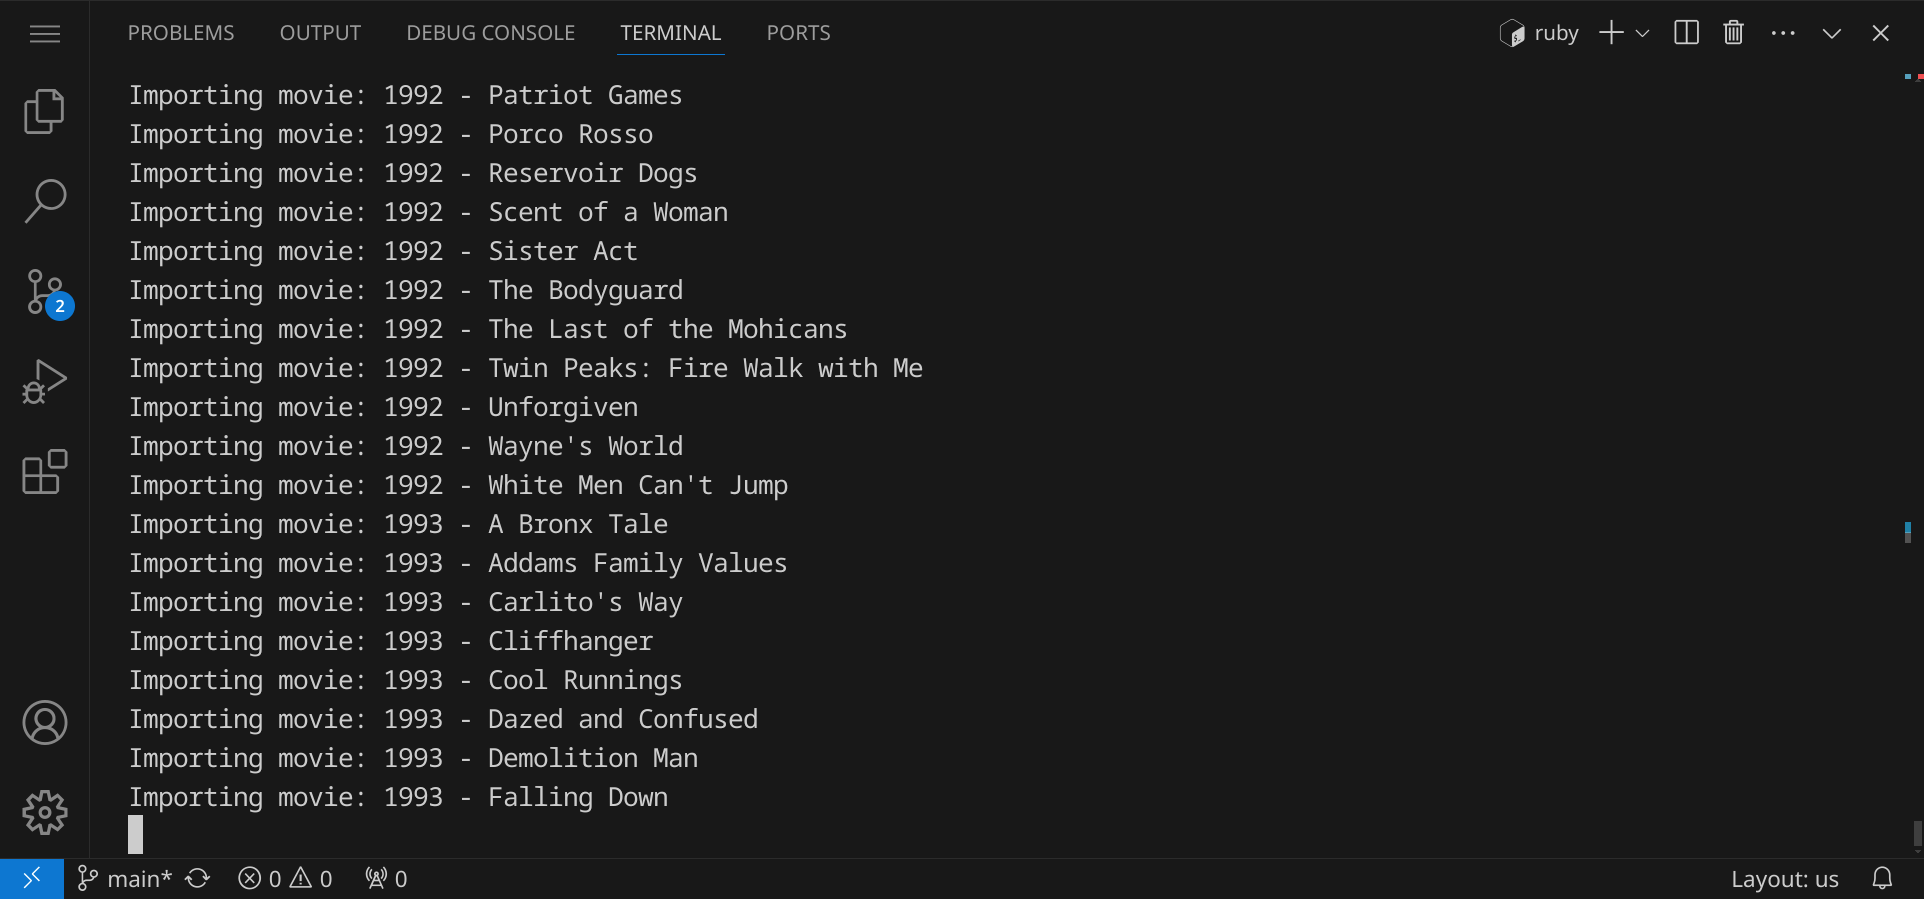 PROBLEMS OUTPUT DEBUG CONSOLE TERMINAL PORTS ruby
Importing movie: 1992 - Patriot Games
Importing movie: 1992 - Porco Rosso
Importing movie: 1992 - Reservoir Dogs
Importing movie: 1992 - Scent of a Woman
Importing movie: 1992 - Sister Act
Importing movie: 1992 - The Bodyguard
Importing movie: 1992 - The Last of the Mohicans
Importing movie: 1992 - Twin Peaks: Fire Walk with Me
Importing movie: 1992 - Unforgiven
Importing movie: 1992 - Wayne's World
Importing movie: 1992 - White Men Can't Jump
Importing movie: 1993 - A Bronx Tale
Importing movie: 1993 - Addams Family Values
Importing movie: 1993 - Carlito's Way
Importing movie: 1993 - Cliffhanger
Importing movie: 1993 - Cool Runnings
Importing movie: 1993 - Dazed and Confused
Importing movie: 1993 - Demolition Man
Importing movie: 1993 - Falling Down
2
main* 0 0 0 Layout: us